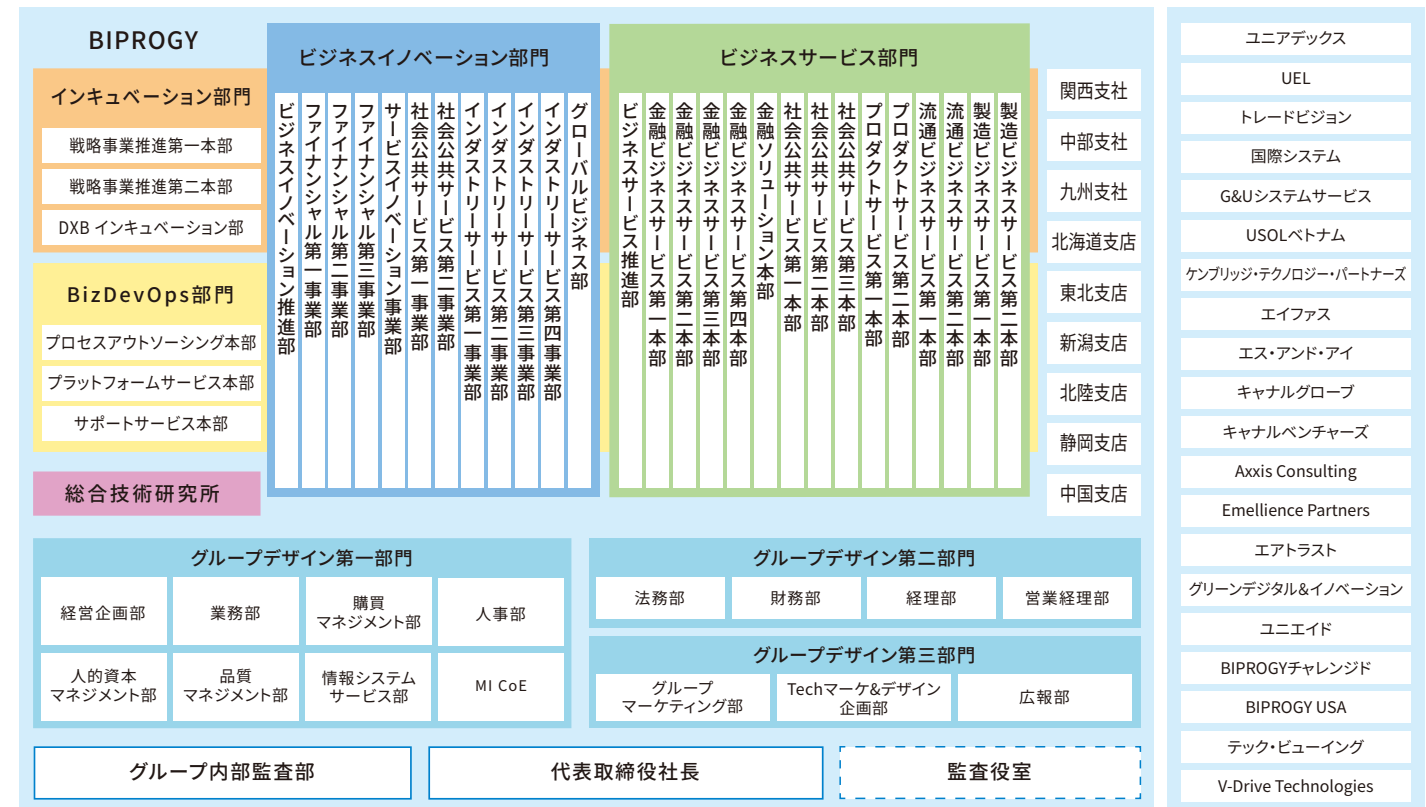 BIPROGY
インキュベーション部門
戦略事業推進第一本部
戦略事業推進第二本部
DXB インキュベーション部
BizDevOps部門
プロセスアウトソーシング本部
プラットフォームサービス本部
サポートサービス本部
総合技術研究所
ビジネスイノベーション部門
ビジネスイノベーション推進部
ファイナンシャル第一事業部
ファイナンシャル第二事業部
ファイナンシャル第三事業部
サービスイノベーション事業部
社会公共サービス第一事業部
社会公共サービス第二事業部
インダストリーサービス第一事業部
インダストリーサービス第二事業部
インダストリーサービス第三事業部
インダストリーサービス第四事業部
グローバルビジネス部
ビジネスサービス部門
ビジネスサービス推進部
金融ビジネスサービス第一本部
金融ビジネスサービス第二本部
金融ビジネスサービス第三本部
金融ビジネスサービス第四本部
金融ソリューション本部
社会公共サービス第一本部
社会公共サービス第二本部
社会公共サービス第三本部
プロダクトサービス第一本部
プロダクトサービス第二本部
流通ビジネスサービス第一本部
流通ビジネスサービス第二本部
製造ビジネスサービス第一本部
製造ビジネスサービス第二本部
関西支社
中部支社
九州支社
北海道支店
東北支店
新潟支店
北陸支店
静岡支店
中国支店
グループデザイン第一部門
経営企画部
業務部
購買
マネジメント部
人事部
人的資本
マネジメント部
品質
マネジメント部
情報システム
サービス部
MI CoE
グループデザイン第二部門
法務部
財務部
経理部
営業経理部
グループデザイン第三部門
グループ
マーケティング部
Techマーケ&デザイン
企画部
広報部
グループ内部監査部
代表取締役社長
監査役室
ユニアデックス
UEL
トレードビジョン
国際システム
G&Uシステムサービス
USOLベトナム
ケンブリッジ・テクノロジー・パートナーズ
エイファス
エス・アンド・アイ
キャナルグローブ
キャナルベンチャーズ
Axxis Consulting
Emellience Partners
エアトラスト
グリーンデジタル&イノベーション
ユニエイド
BIPROGYチャレンジド
BIPROGY USA
テック・ビューイング
V-Drive Technologies